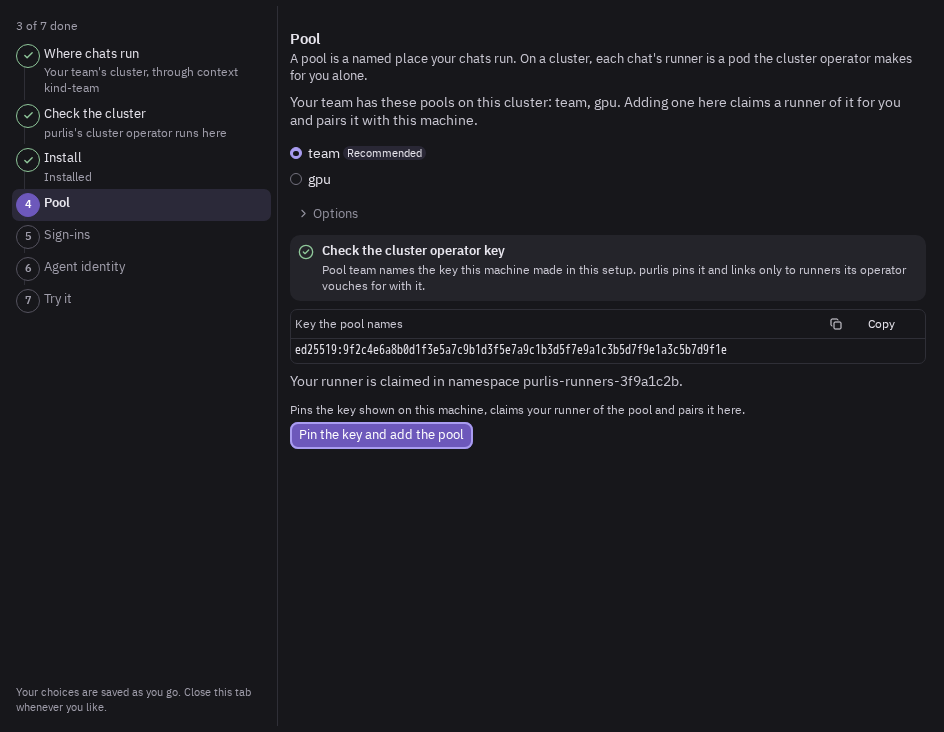 3 of 7 done
Where chats run
Your team's cluster, through context
kind-team
Check the cluster
purlis's cluster operator runs here
Install
Installed
4 Pool
5 Sign-ins
6 Agent identity
7 Try it
Your choices are saved as you go. Close this tab
whenever you like.
Pool
A pool is a named place your chats run. On a cluster, each chat's runner is a pod the cluster operator makes
for you alone.
Your team has these pools on this cluster: team, gpu. Adding one here claims a runner of it for you
and pairs it with this machine.
team Recommended
gpu
Options
Check the cluster operator key
Pool team names the key this machine made in this setup. purlis pins it and links only to runners its operator
vouches for with it.
Key the pool names Copy
ed25519:9f2c4e6a8b0d1f3e5a7c9b1d3f5e7a9c1b3d5f7e9a1c3b5d7f9e1a3c5b7d9f1e
Your runner is claimed in namespace purlis-runners-3f9a1c2b.
Pins the key shown on this machine, claims your runner of the pool and pairs it here.
Pin the key and add the pool